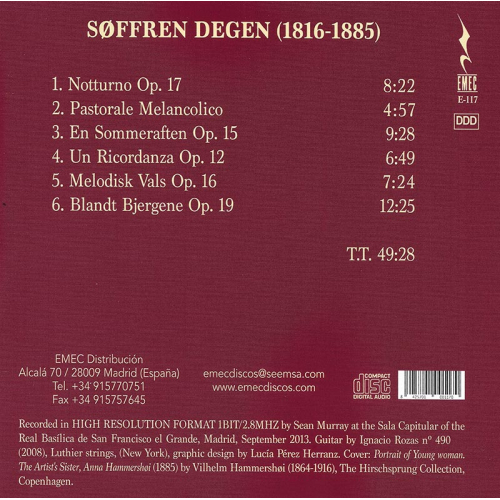 SØFFREN DEGEN (1816-1885)
EMEC
E-117
DDD
1. Notturno Op. 17 8:22
2. Pastorale Melancolico 4:57
3. En Sommeraften Op. 15 9:28
4. Un Ricordanza Op. 12 6:49
5. Melodisk Vals Op. 16 7:24
6. Blandt Bjergene Op. 19 12:25
T.T. 49:28
EMEC Distribución
Alcalá 70 / 28009 Madrid (España)
Tel. +34 915770751
Fax +34 915757645
emecdiscos@seemsa.com
www.emecdiscos.com
COMPACT
disc
DIGITAL AUDIO
Recorded in HIGH RESOLUTION FORMAT 1BIT/2.8MHZ by Sean Murray at the Sala Capitular of the
Real Basílica de San Francisco el Grande, Madrid, September 2013. Guitar by Ignacio Rozas nº 490
(2008), Luthier strings, (New York), graphic design by Lucía Pérez Herranz. Cover: Portrait of Young woman.
The Artist's Sister, Anna Hammershøi (1885) by Vilhelm Hammershøi (1864-1916), The Hirschsprung Collection,
Copenhagen.